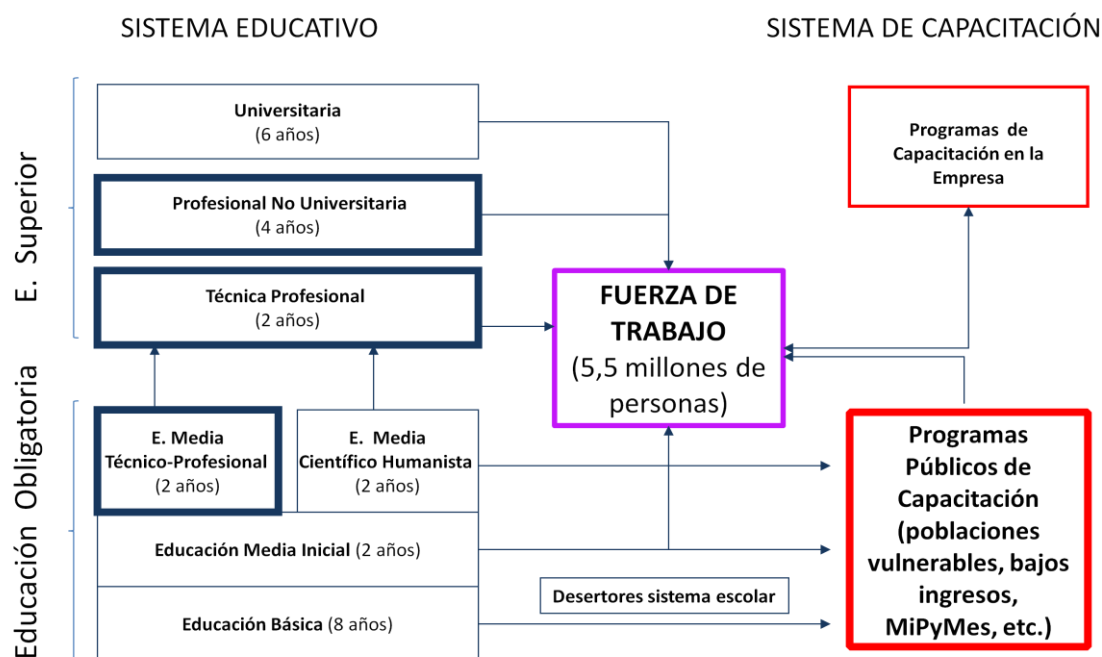 SISTEMA EDUCATIVO
SISTEMA DE CAPACITACIÓN
E. Superior
Universitaria
(6 años)
Profesional No Universitaria
(4 años)
Técnica Profesional
(2 años)
Programas de
Capacitación en la
Empresa
FUERZA DE
TRABAJO
(5,5 millones de
personas)
Educación Obligatoria
E. Media
Técnico-Profesional
(2 años)
E. Media
Científico Humanista
(2 años)
Educación Media Inicial (2 años)
Educación Básica (8 años)
Desertores sistema escolar
Programas
Públicos de
Capacitación
(poblaciones
vulnerables, bajos
ingresos,
MiPyMes, etc.)